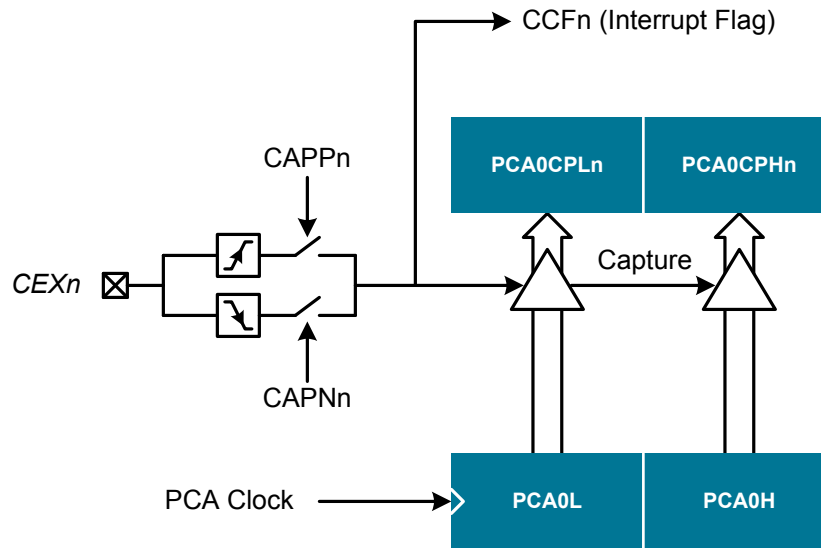 CCFn (Interrupt Flag)
PCA0CPLn
PCA0CPHn
CAPPn
Capture
CEXn
CAPNn
PCA Clock
PCA0L
PCA0H